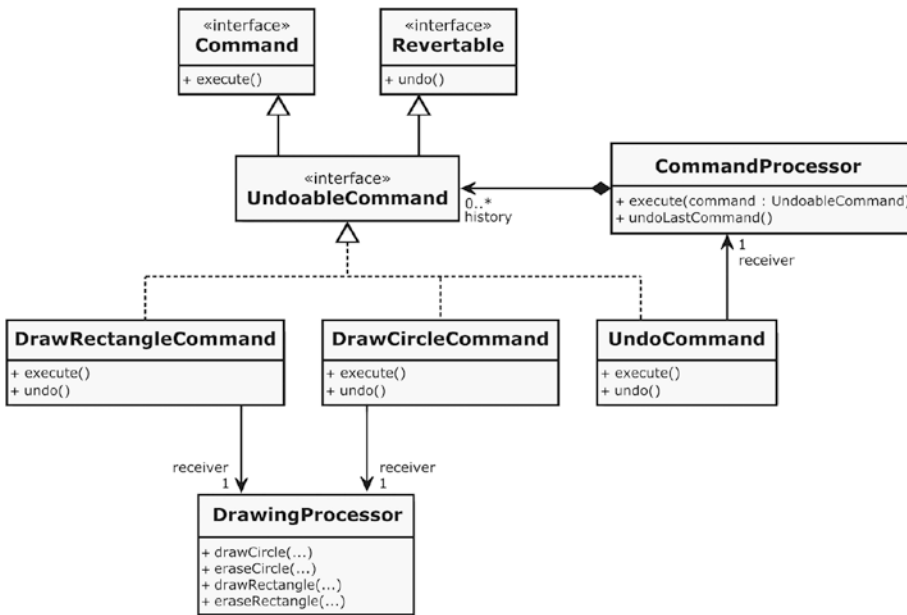 «interface»
Command
+ execute()
«interface»
Revertable
+ undo()
«interface»
UndoableCommand
0..*
history
CommandProcessor
+ execute(command : UndoableCommand)
+ undoLastCommand()
1
receiver
DrawRectangleCommand
+ execute()
+ undo()
DrawCircleCommand
+ execute()
+ undo()
UndoCommand
+ execute()
+ undo()
receiver
1
receiver
1
DrawingProcessor
+ drawCircle(...)
+ eraseCircle(...)
+ drawRectangle(...)
+ eraseRectangle(...)